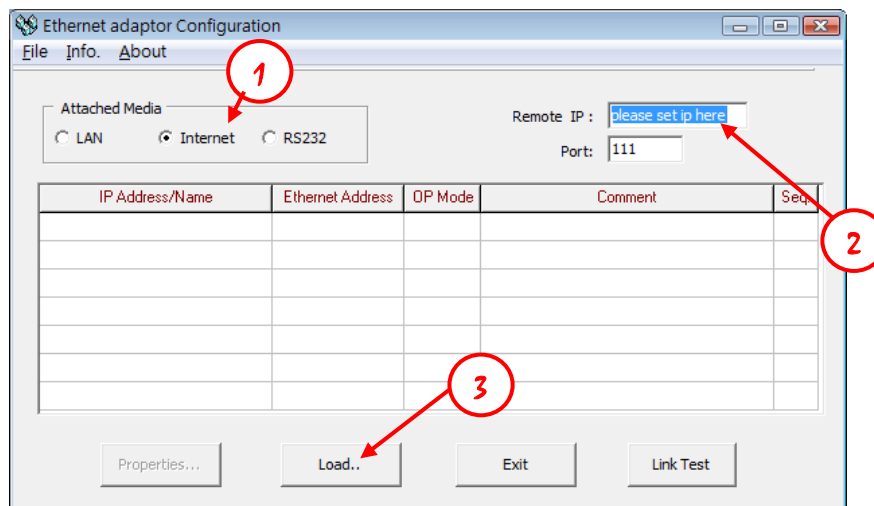 Ethernet adaptor Configuration
File Info. About
1
Attached Media
LAN Internet RS232
Remote IP : please set ip here
Port: 111
IP Address/Name Ethernet Address OP Mode Comment Seq.
2
3
Properties... Load.. Exit Link Test